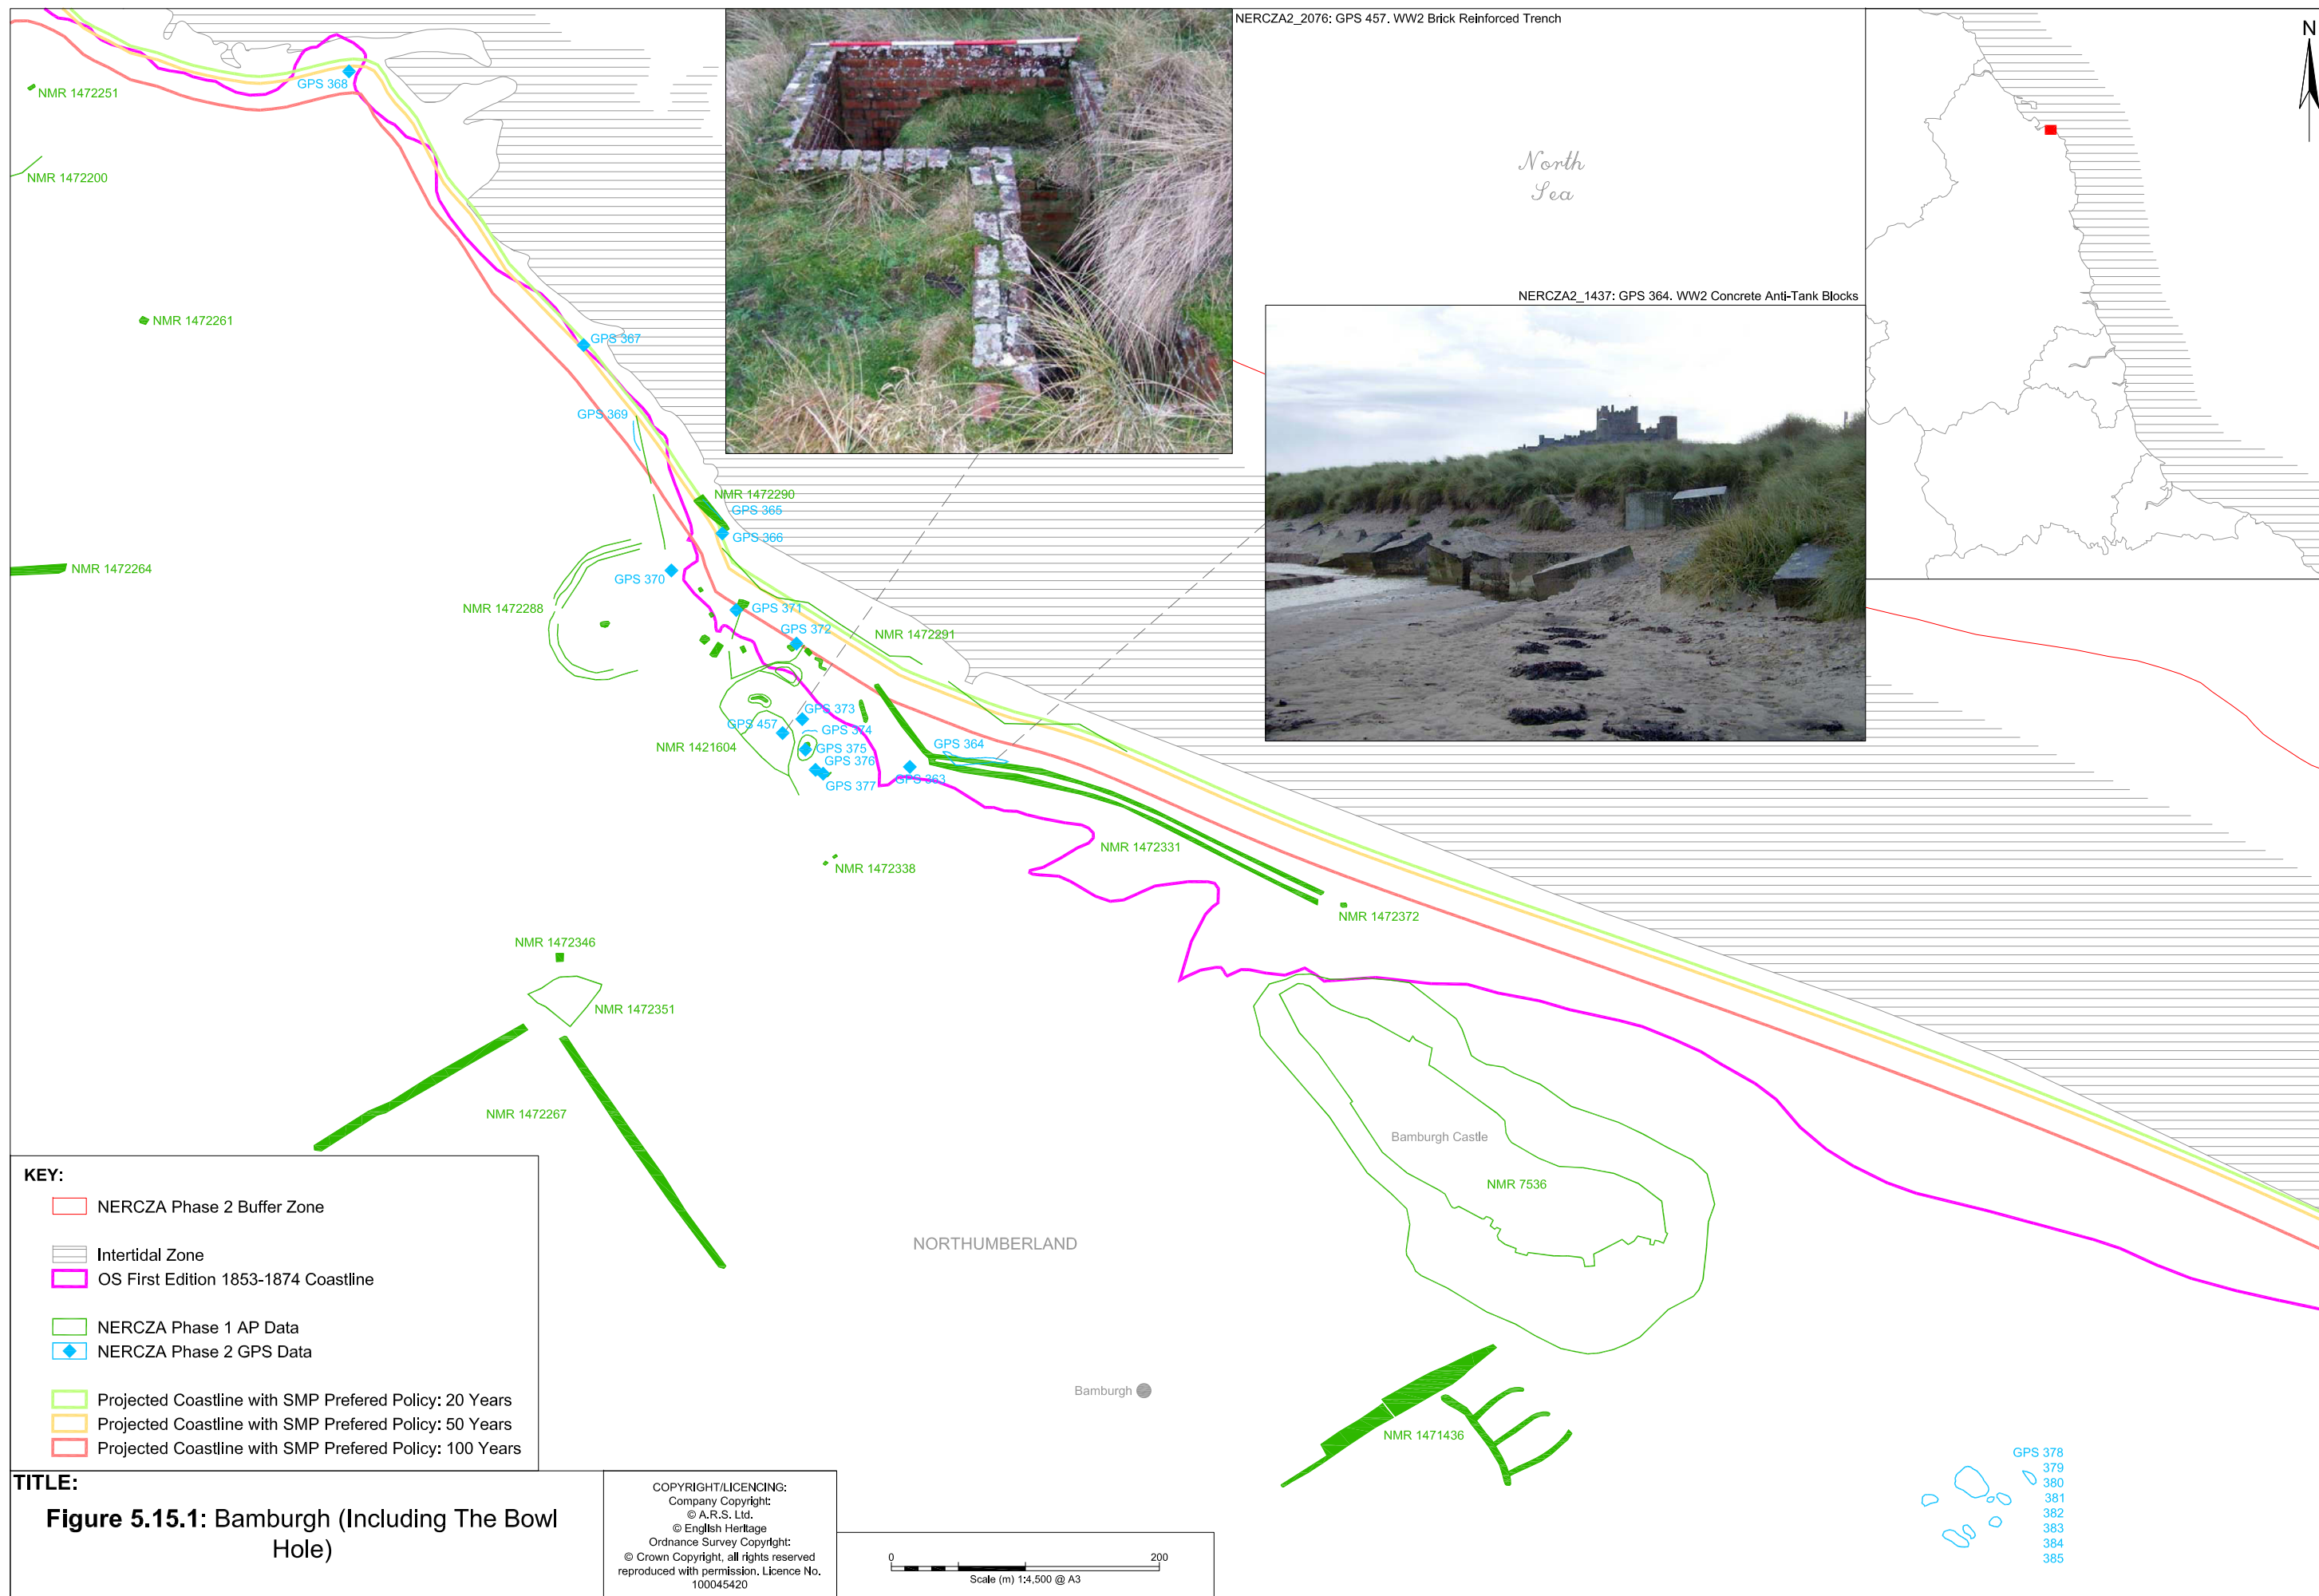 NERCZA2_2076: GPS 457. WW2 Brick Reinforced Trench
N
North
Sea
NERCZA2_1437: GPS 364. WW2 Concrete Anti-Tank Blocks
GPS 368
NMR 1472251
NMR 1472200
NMR 1472261
GPS 367
GPS 369
NMR 1472290
GPS 365
GPS 366
NMR 1472264
GPS 370
NMR 1472288
GPS 371
GPS 372
NMR 1472291
GPS 373
GPS 457
GPS 374
NMR 1421604
GPS 375
GPS 364
GPS 376
GPS 363
GPS 377
NMR 1472331
NMR 1472338
NMR 1472372
NMR 1472346
NMR 1472351
NMR 1472267
Bamburgh Castle
NMR 7536
NORTHUMBERLAND
Bamburgh
NMR 1471436
GPS 378
379
380
381
382
383
384
385
KEY:
NERCZA Phase 2 Buffer Zone
Intertidal Zone
OS First Edition 1853-1874 Coastline
NERCZA Phase 1 AP Data
NERCZA Phase 2 GPS Data
Projected Coastline with SMP Prefered Policy: 20 Years
Projected Coastline with SMP Prefered Policy: 50 Years
Projected Coastline with SMP Prefered Policy: 100 Years
TITLE:
Figure 5.15.1: Bamburgh (Including The Bowl
Hole)
COPYRIGHT/LICENCING:
Company Copyright:
© A.R.S. Ltd.
© English Heritage
Ordnance Survey Copyright:
© Crown Copyright, all rights reserved
reproduced with permission. Licence No.
100045420
0 200
Scale (m) 1:4,500 @ A3